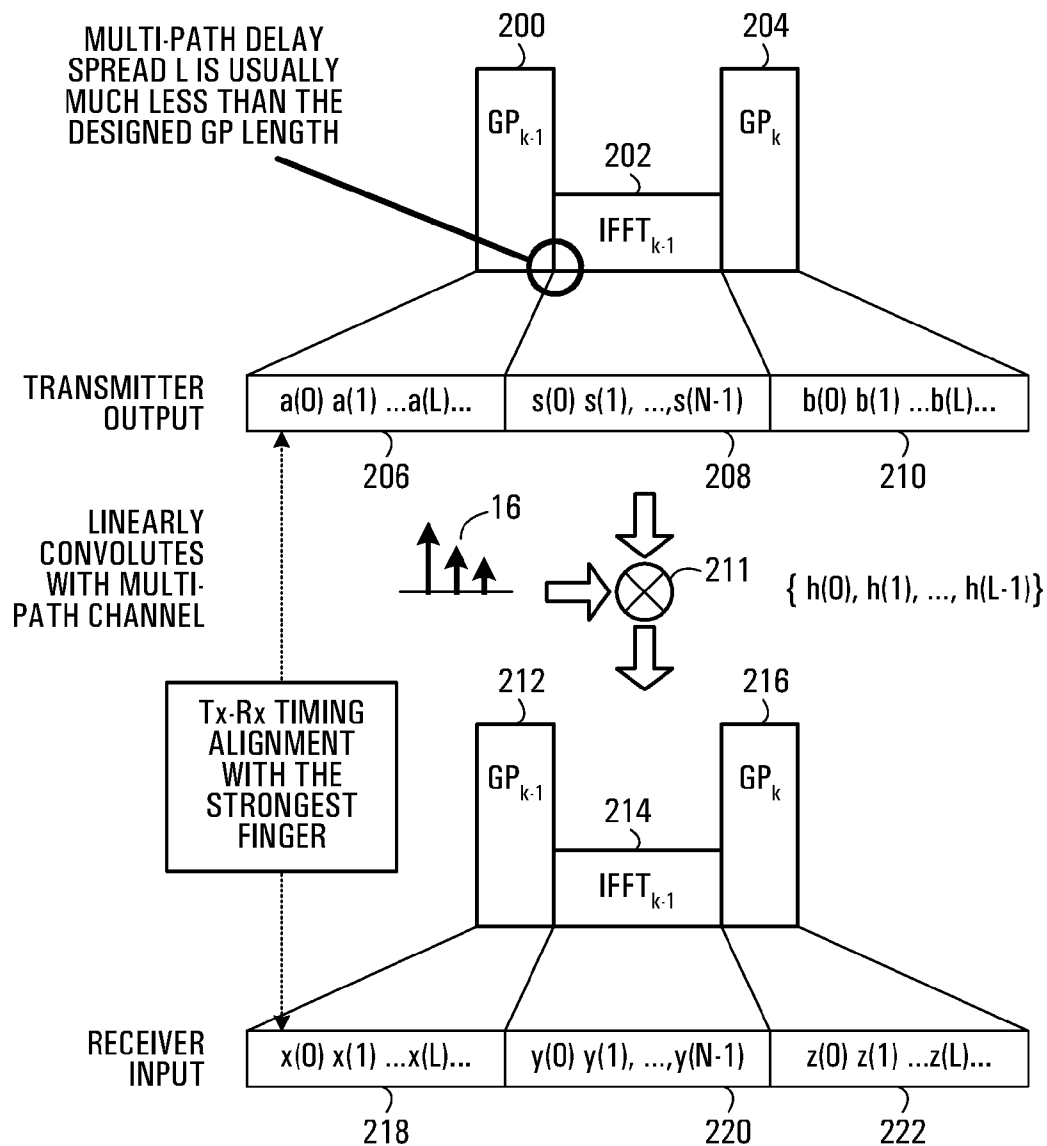 200
204
MULTI-PATH DELAY
SPREAD L IS USUALLY
MUCH LESS THAN THE
DESIGNED GP LENGTH
GPk-1
GPk
202
IFFTk-1
TRANSMITTER
OUTPUT
a(0) a(1) ...a(L)...
s(0) s(1), ...,s(N-1)
b(0) b(1) ...b(L)...
206
208
210
LINEARLY
CONVOLUTES
WITH MULTI-
PATH CHANNEL
16
211
{ h(0), h(1), ..., h(L-1)}
212
216
Tx-Rx TIMING
ALIGNMENT
WITH THE
STRONGEST
FINGER
GPk-1
GPk
214
IFFTk-1
RECEIVER
INPUT
x(0) x(1) ...x(L)...
y(0) y(1), ...,y(N-1)
z(0) z(1) ...z(L)...
218
220
222